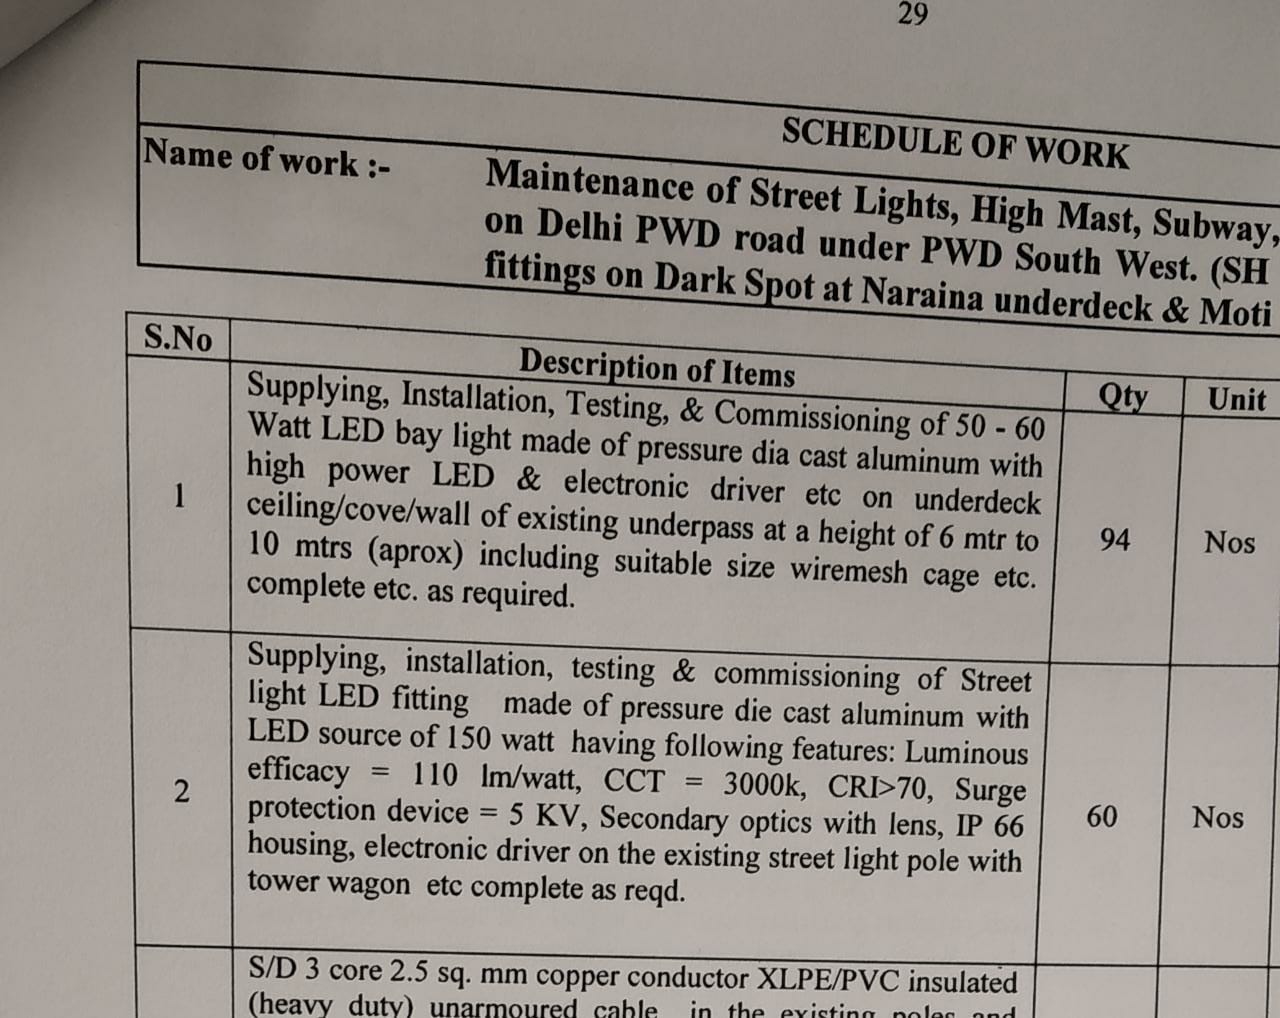 29
SCHEDULE OF WORK
Name of work :- Maintenance of Street Lights, High Mast, Subway,
on Delhi PWD road under PWD South West. (SH
fittings on Dark Spot at Naraina underdeck & Moti
S.No Description of Items Qty Unit
Supplying, Installation, Testing, & Commissioning of 50 - 60
Watt LED bay light made of pressure dia cast aluminum with
high power LED & electronic driver etc on underdeck
1 ceiling/cove/wall of existing underpass at a height of 6 mtr to 94 Nos
10 mtrs (aprox) including suitable size wiremesh cage etc.
complete etc. as required.
Supplying, installation, testing & commissioning of Street
light LED fitting made of pressure die cast aluminum with
LED source of 150 watt having following features: Luminous
2 efficacy = 110 lm/watt, CCT = 3000k, CRI>70, Surge 60 Nos
protection device = 5 KV, Secondary optics with lens, IP 66
housing, electronic driver on the existing street light pole with
tower wagon etc complete as reqd.
S/D 3 core 2.5 sq. mm copper conductor XLPE/PVC insulated
(heavy duty) unarmoured cable in the existing poles and